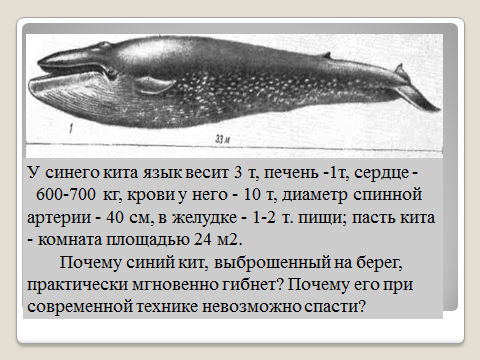 1
33 м
У синего кита язык весит 3 т, печень -1т, сердце -
600-700 кг, крови у него - 10 т, диаметр спинной
артерии - 40 см, в желудке - 1-2 т. пищи; пасть кита
- комната площадью 24 м2.
Почему синий кит, выброшенный на берег,
практически мгновенно гибнет? Почему его при
современной технике невозможно спасти?